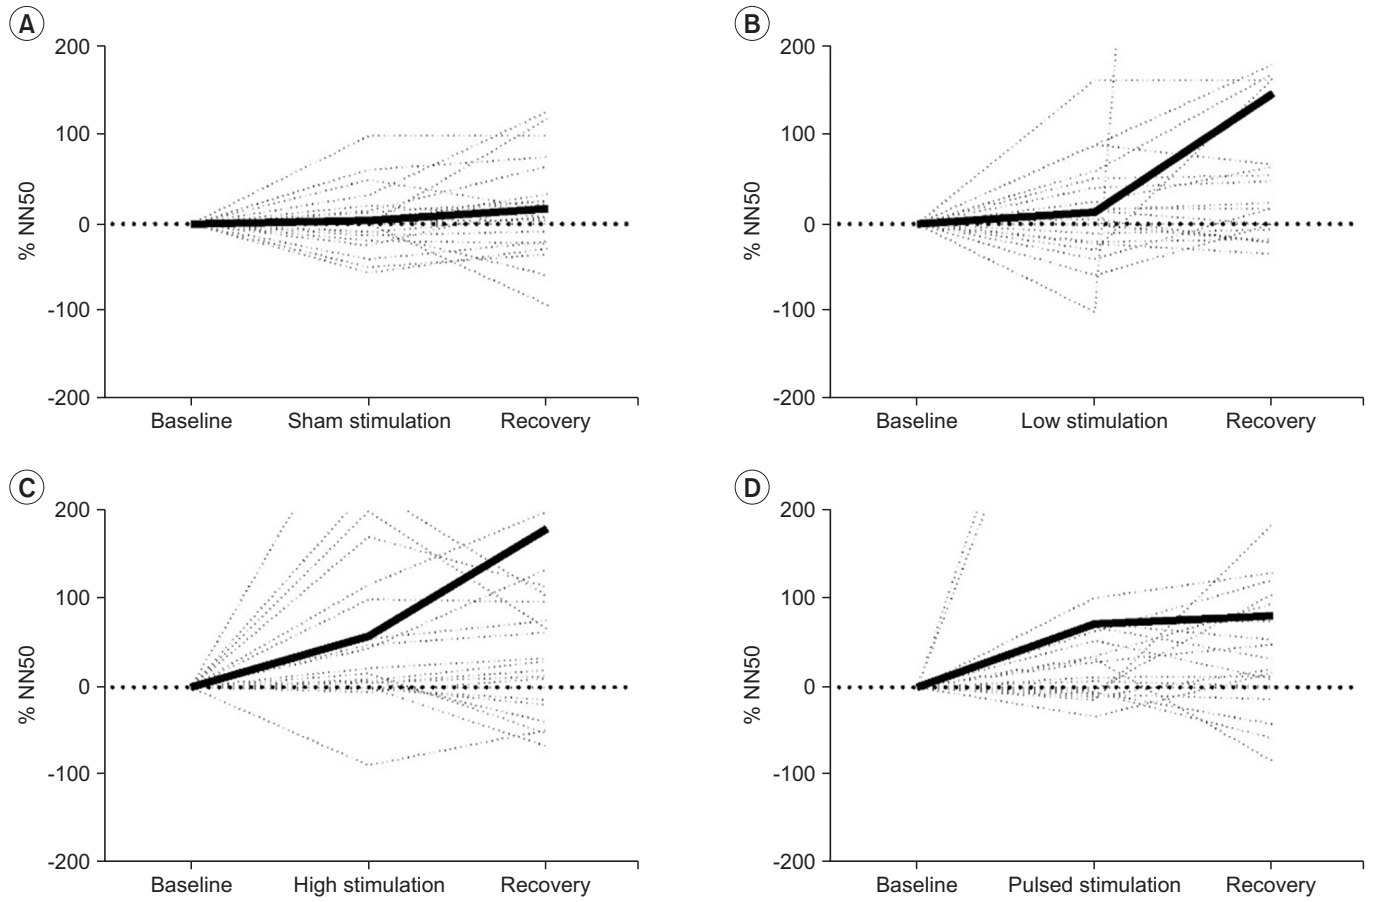 A
200
100
0
-100
-200
% NN50
Baseline Sham stimulation Recovery
B
200
100
0
-100
-200
% NN50
Baseline Low stimulation Recovery
C
200
100
0
-100
-200
% NN50
Baseline High stimulation Recovery
D
200
100
0
-100
-200
% NN50
Baseline Pulsed stimulation Recovery